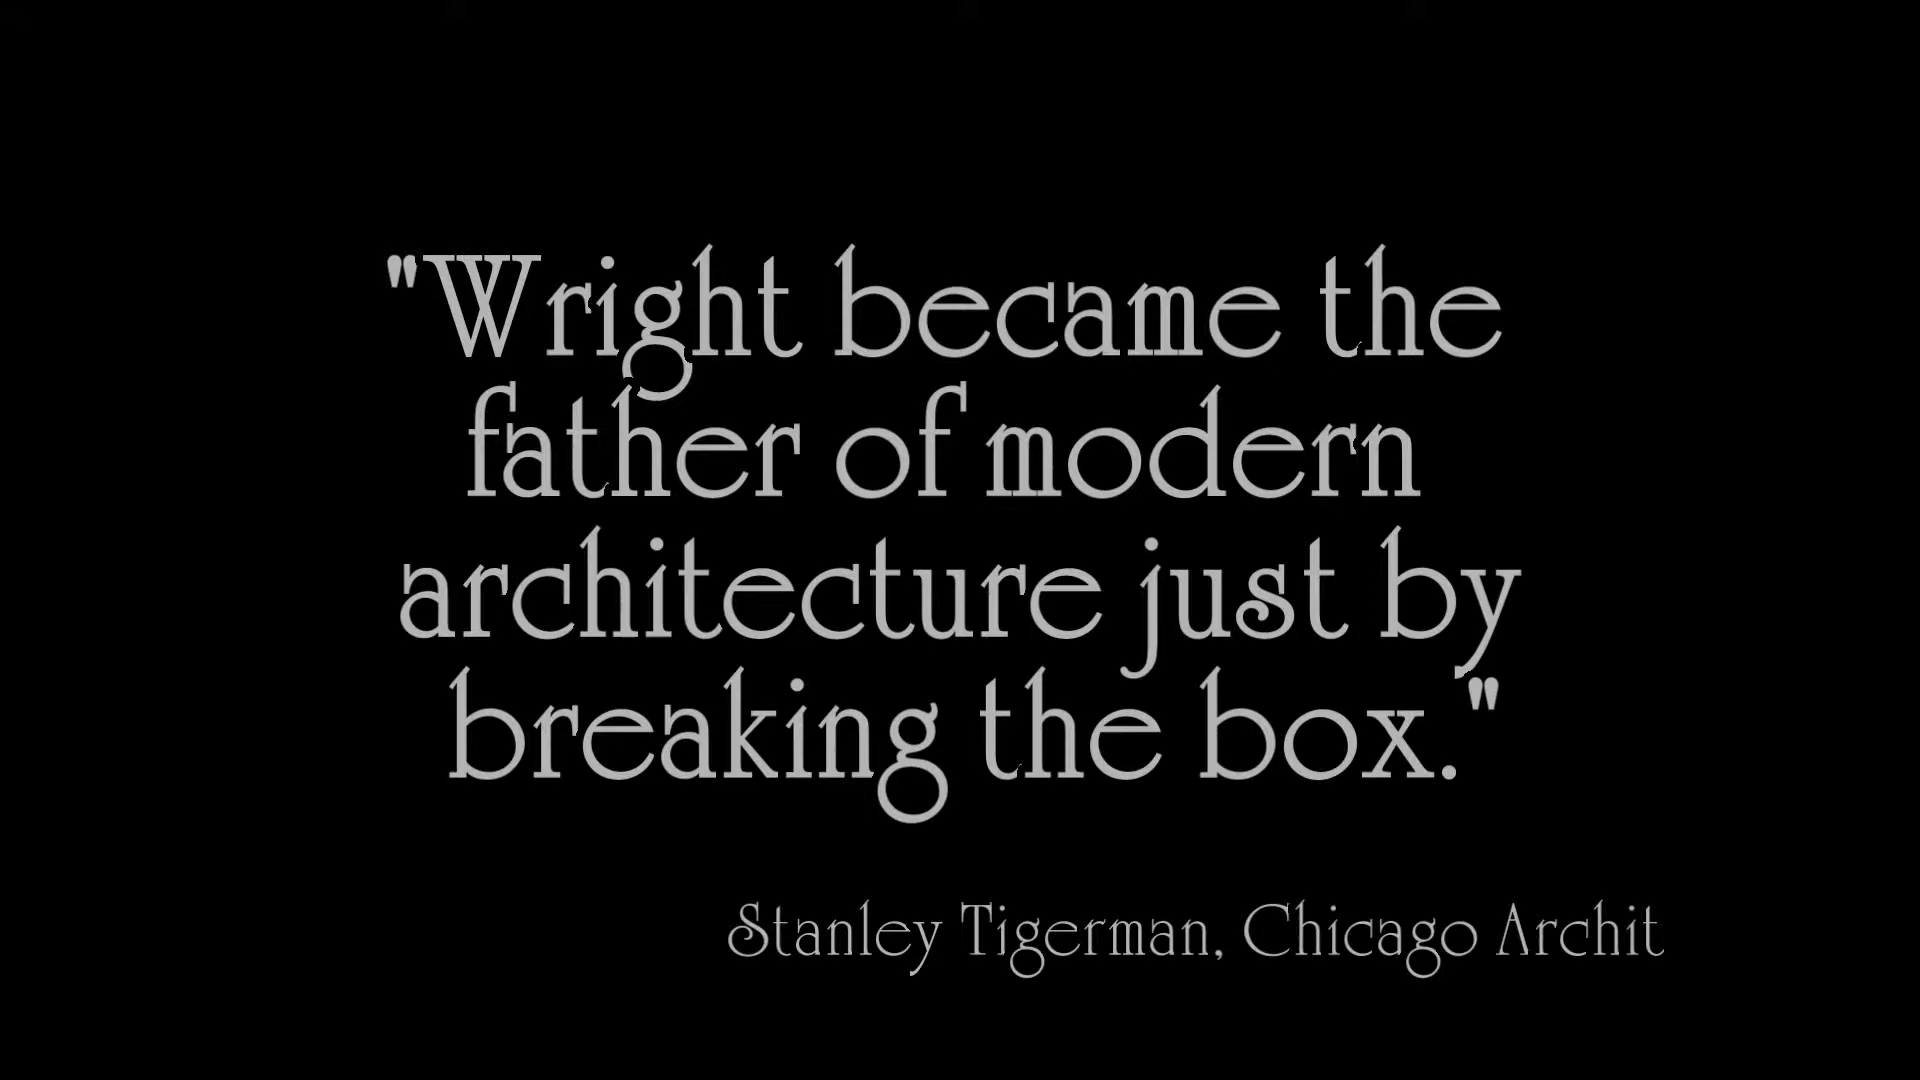 "Wright became the
father of modern
architecture just by
breaking the box."
Stanley Tigerman, Chicago Archit